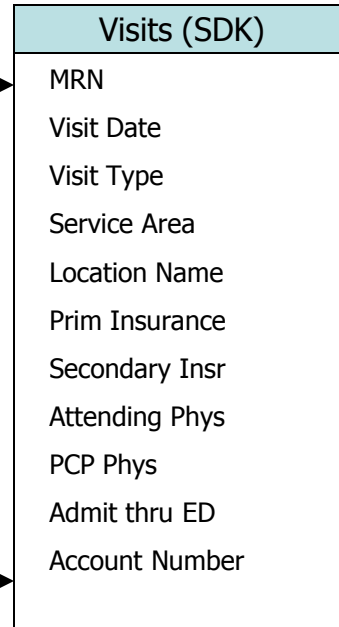 Visits (SDK)
MRN
Visit Date
Visit Type
Service Area
Location Name
Prim Insurance
Secondary Insr
Attending Phys
PCP Phys
Admit thru ED
Account Number